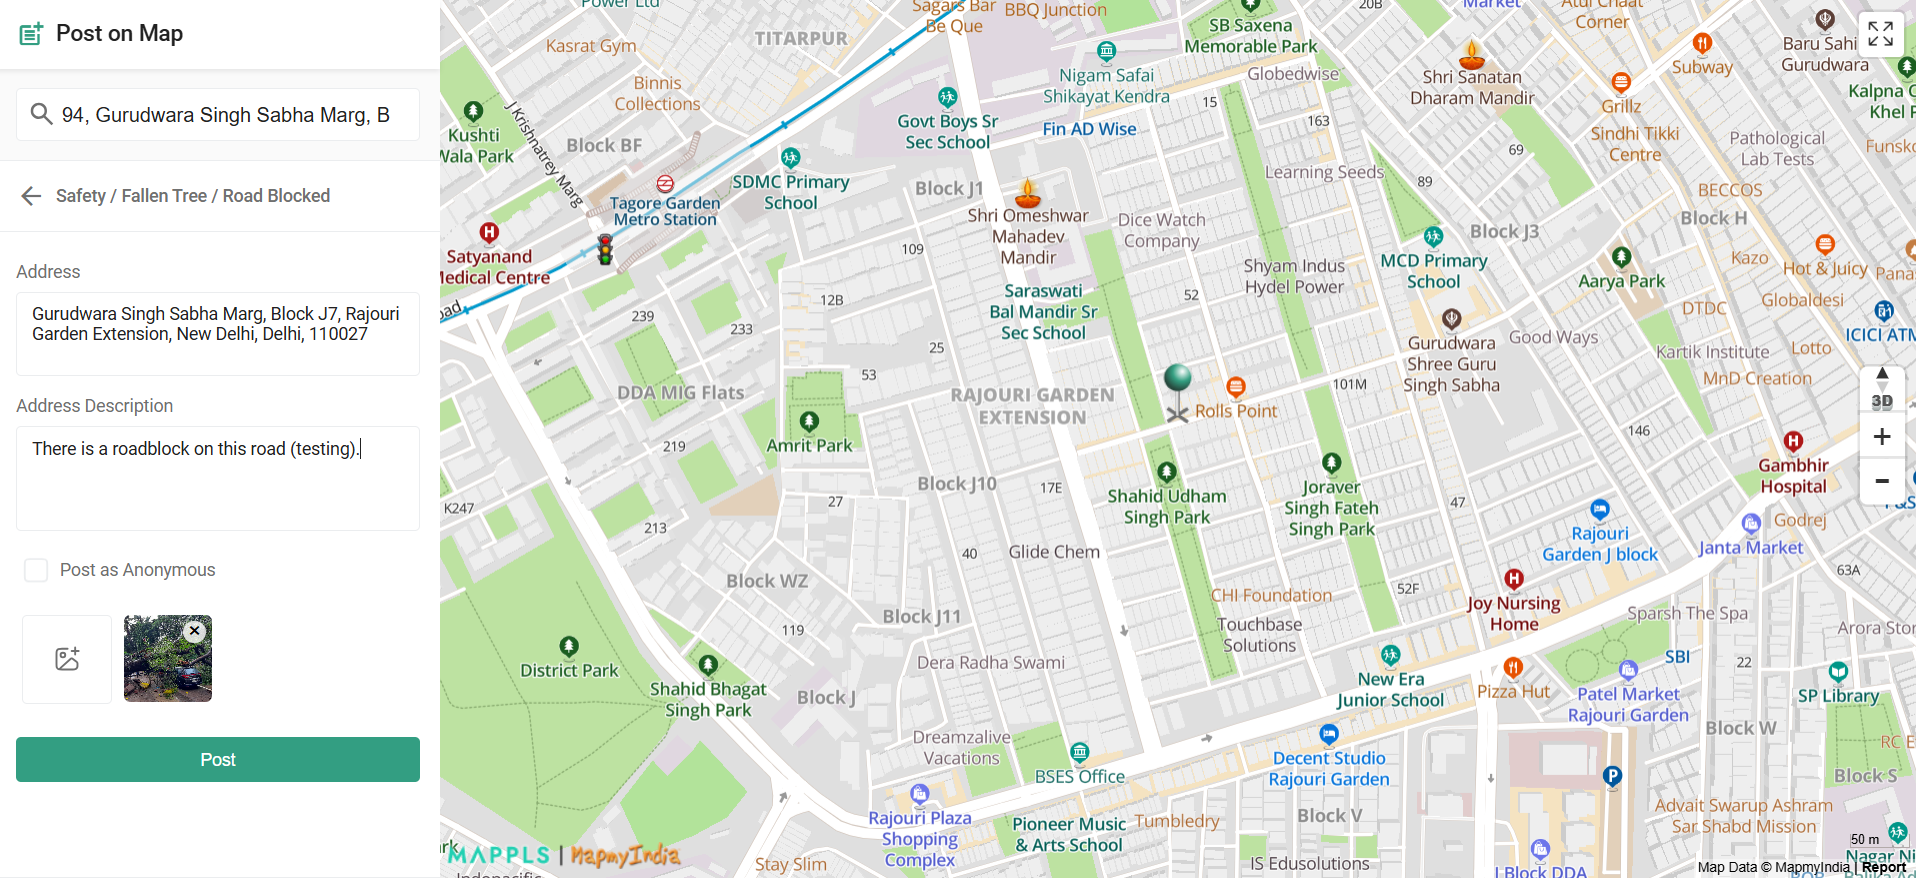 Post on Map
94, Gurudwara Singh Sabha Marg, B
Safety / Fallen Tree / Road Blocked
Address
Gurudwara Singh Sabha Marg, Block J7, Rajouri
Garden Extension, New Delhi, Delhi, 110027
Address Description
There is a roadblock on this road (testing).
Post as Anonymous
Post
Power Ltd
Kasrat Gym
TITARPUR
Sagars Bar
Be Que
BBQ Junction
SB Saxena
Memorable Park
20B
Market
Atul Chaat
Corner
Baru Sahi
Gurudwara
Binnis
Collections
Nigam Safai
Shikayat Kendra
Globedwise
Shri Sanatan
Dharam Mandir
Subway
Grillz
Kalpna
Khel P
Kushti
Wala Park
J Krishnatrey Marg
Block BF
Govt Boys Sr
Sec School
Fin AD Wise
15
163
69
Sindhi Tikki
Centre
Pathological
Lab Tests
Funsk
SDMC Primary
School
Block J1
Learning Seeds
89
BECCOS
Block H
Tagore Garden
Metro Station
Shri Omeshwar
Mahadev
Mandir
Dice Watch
Company
Block J3
Satyanand
Medical Centre
109
Shyam Indus
Hydel Power
MCD Primary
School
Aarya Park
Kazo
Hot & Juicy
Panas
oad
12B
239
233
Saraswati
Bal Mandir Sr
Sec School
52
DTDC
Globaldesi
ICICI ATM
25
Gurudwara
Shree Guru
Singh Sabha
Good Ways
Kartik Institute
Lotto
MnD Creation
DDA MIG Flats
53
RAJOURI GARDEN
EXTENSION
Rolls Point
101M
3D
Amrit Park
219
146
Block J10
17E
Shahid Udham
Singh Park
Joraver
Singh Fateh
Singh Park
47
Gambhir
Hospital
K247
27
213
Rajouri
Garden J block
Godrej
Janta Market
40
Glide Chem
Block WZ
CHI Foundation
52F
63A
Joy Nursing
Home
Block J11
119
Touchbase
Solutions
Sparsh The Spa
Arora Stor
District Park
Dera Radha Swami
SBI
22
Shahid Bhagat
Singh Park
Block J
New Era
Junior School
Pizza Hut
Patel Market
Rajouri Garden
SP Library
Dreamzalive
Vacations
Block W
RC E
BSES Office
Decent Studio
Rajouri Garden
P
Block S
Rajouri Plaza
Shopping
Complex
Pioneer Music
& Arts School
Tumbledry
Block V
Advait Swarup Ashram
Sar Shabd Mission
MAPPLS | MapmyIndia
Stay Slim
IS Edusolutions
I Block DDA
50 m
Nagar Ni
Map Data © MapmyIndia | Report